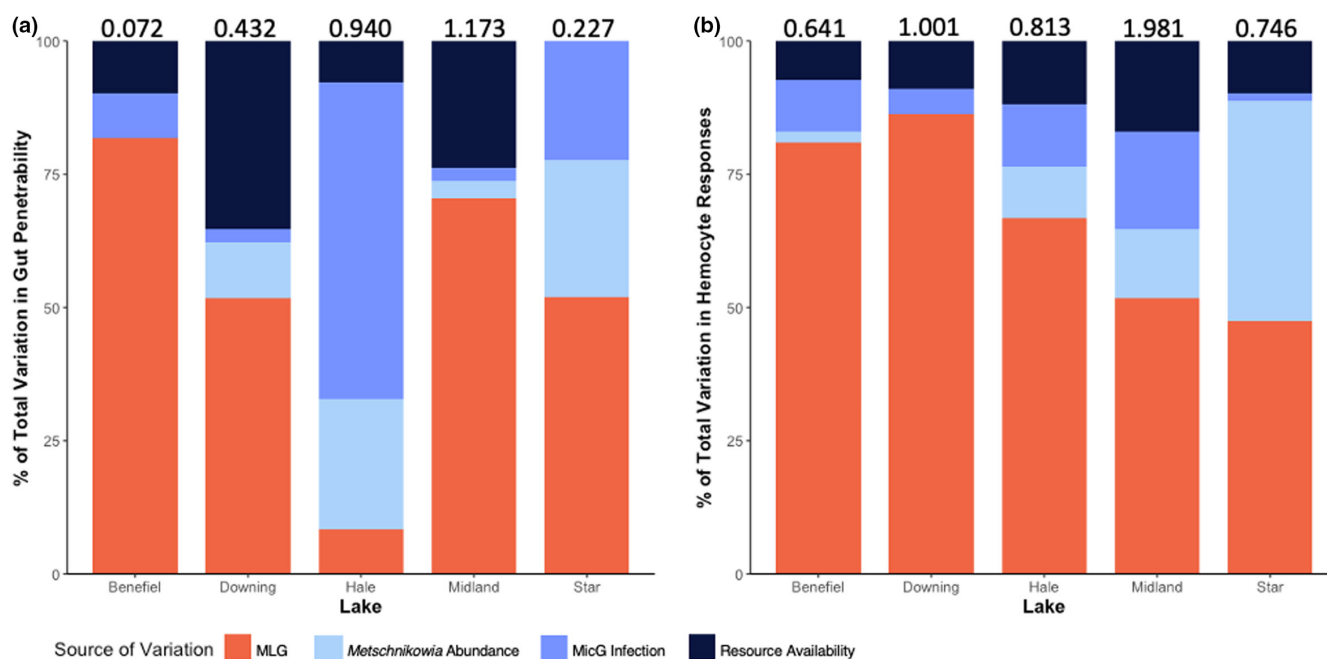 (a) 0.072 0.432 0.940 1.173 0.227
100
75
50
25
0
% of Total Variation in Gut Penetrability
Benefiel Downing Hale Midland Star
Lake
(b) 0.641 1.001 0.813 1.981 0.746
100
75
50
25
0
% of Total Variation in Hemocyte Responses
Benefiel Downing Hale Midland Star
Lake
Source of Variation MLG Metschnikowia Abundance MicG Infection Resource Availability